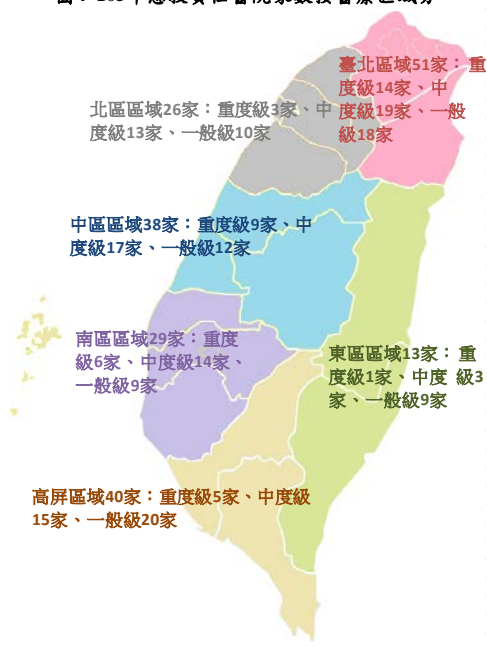 臺北區域51家：重
度級14家、中
度級19家、一般
級18家
北區區域26家：重度級3家、中
度級13家、一般級10家
中區區域38家：重度級9家、中
度級17家、一般級12家
南區區域29家：重度
級6家、中度級14家、
一般級9家
東區區域13家：重
度級1家、中度 級3
家、一般級9家
高屏區域40家：重度級5家、中度級
15家、一般級20家